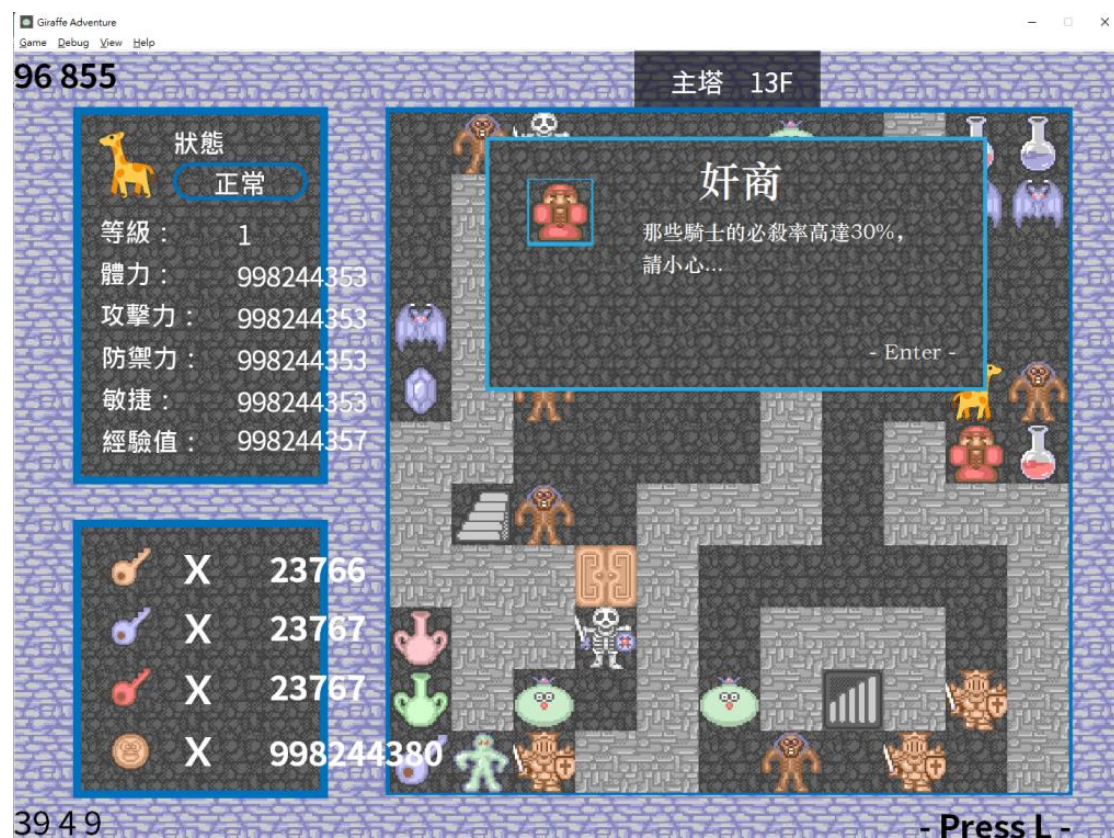 Giraffe Adventure
Game Debug View Help
96 855
主塔 13F
狀態
正常
等級： 1
體力： 998244353
攻擊力： 998244353
防禦力： 998244353
敏捷： 998244353
經驗值： 998244357
奸商
那些騎士的必殺率高達30%，
請小心...
- Enter -
X 23766
X 23767
X 23767
X 998244380
39 4 9
- Press L -